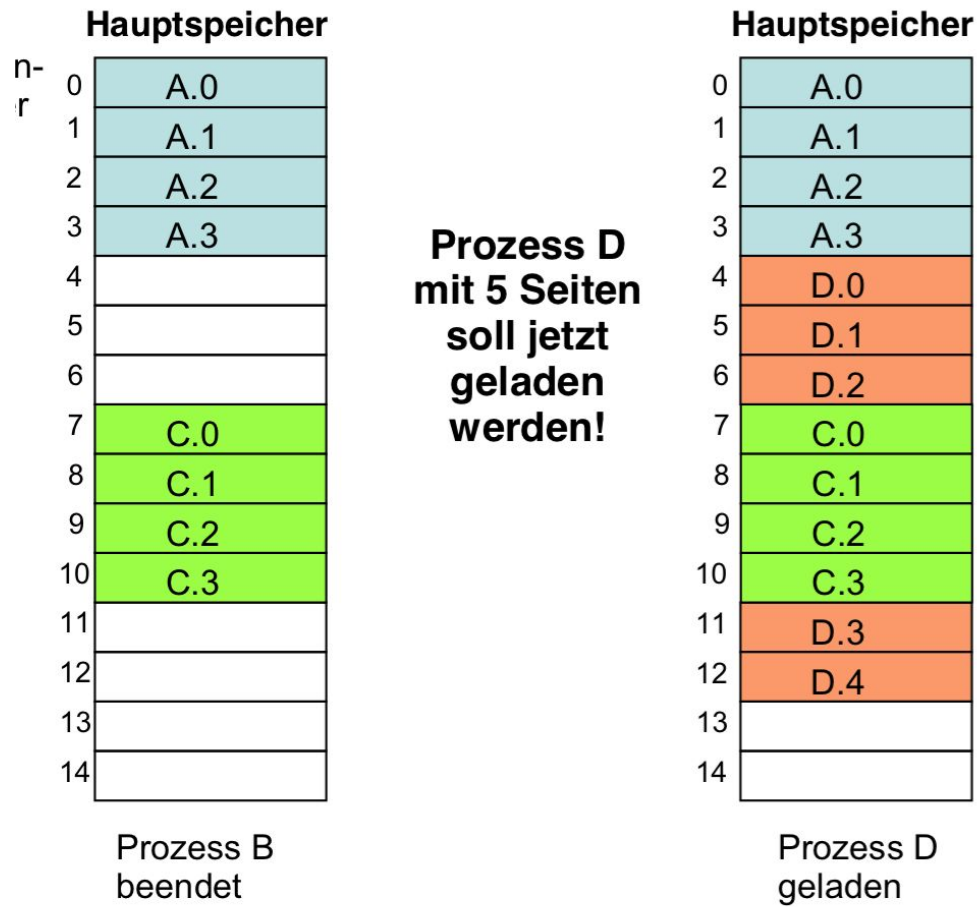 Hauptspeicher
n-
r
0 A.0
1 A.1
2 A.2
3 A.3
4
5
6
7 C.0
8 C.1
9 C.2
10 C.3
11
12
13
14
Prozess B
beendet
Prozess D
mit 5 Seiten
soll jetzt
geladen
werden!
Hauptspeicher
0 A.0
1 A.1
2 A.2
3 A.3
4 D.0
5 D.1
6 D.2
7 C.0
8 C.1
9 C.2
10 C.3
11 D.3
12 D.4
13
14
Prozess D
geladen